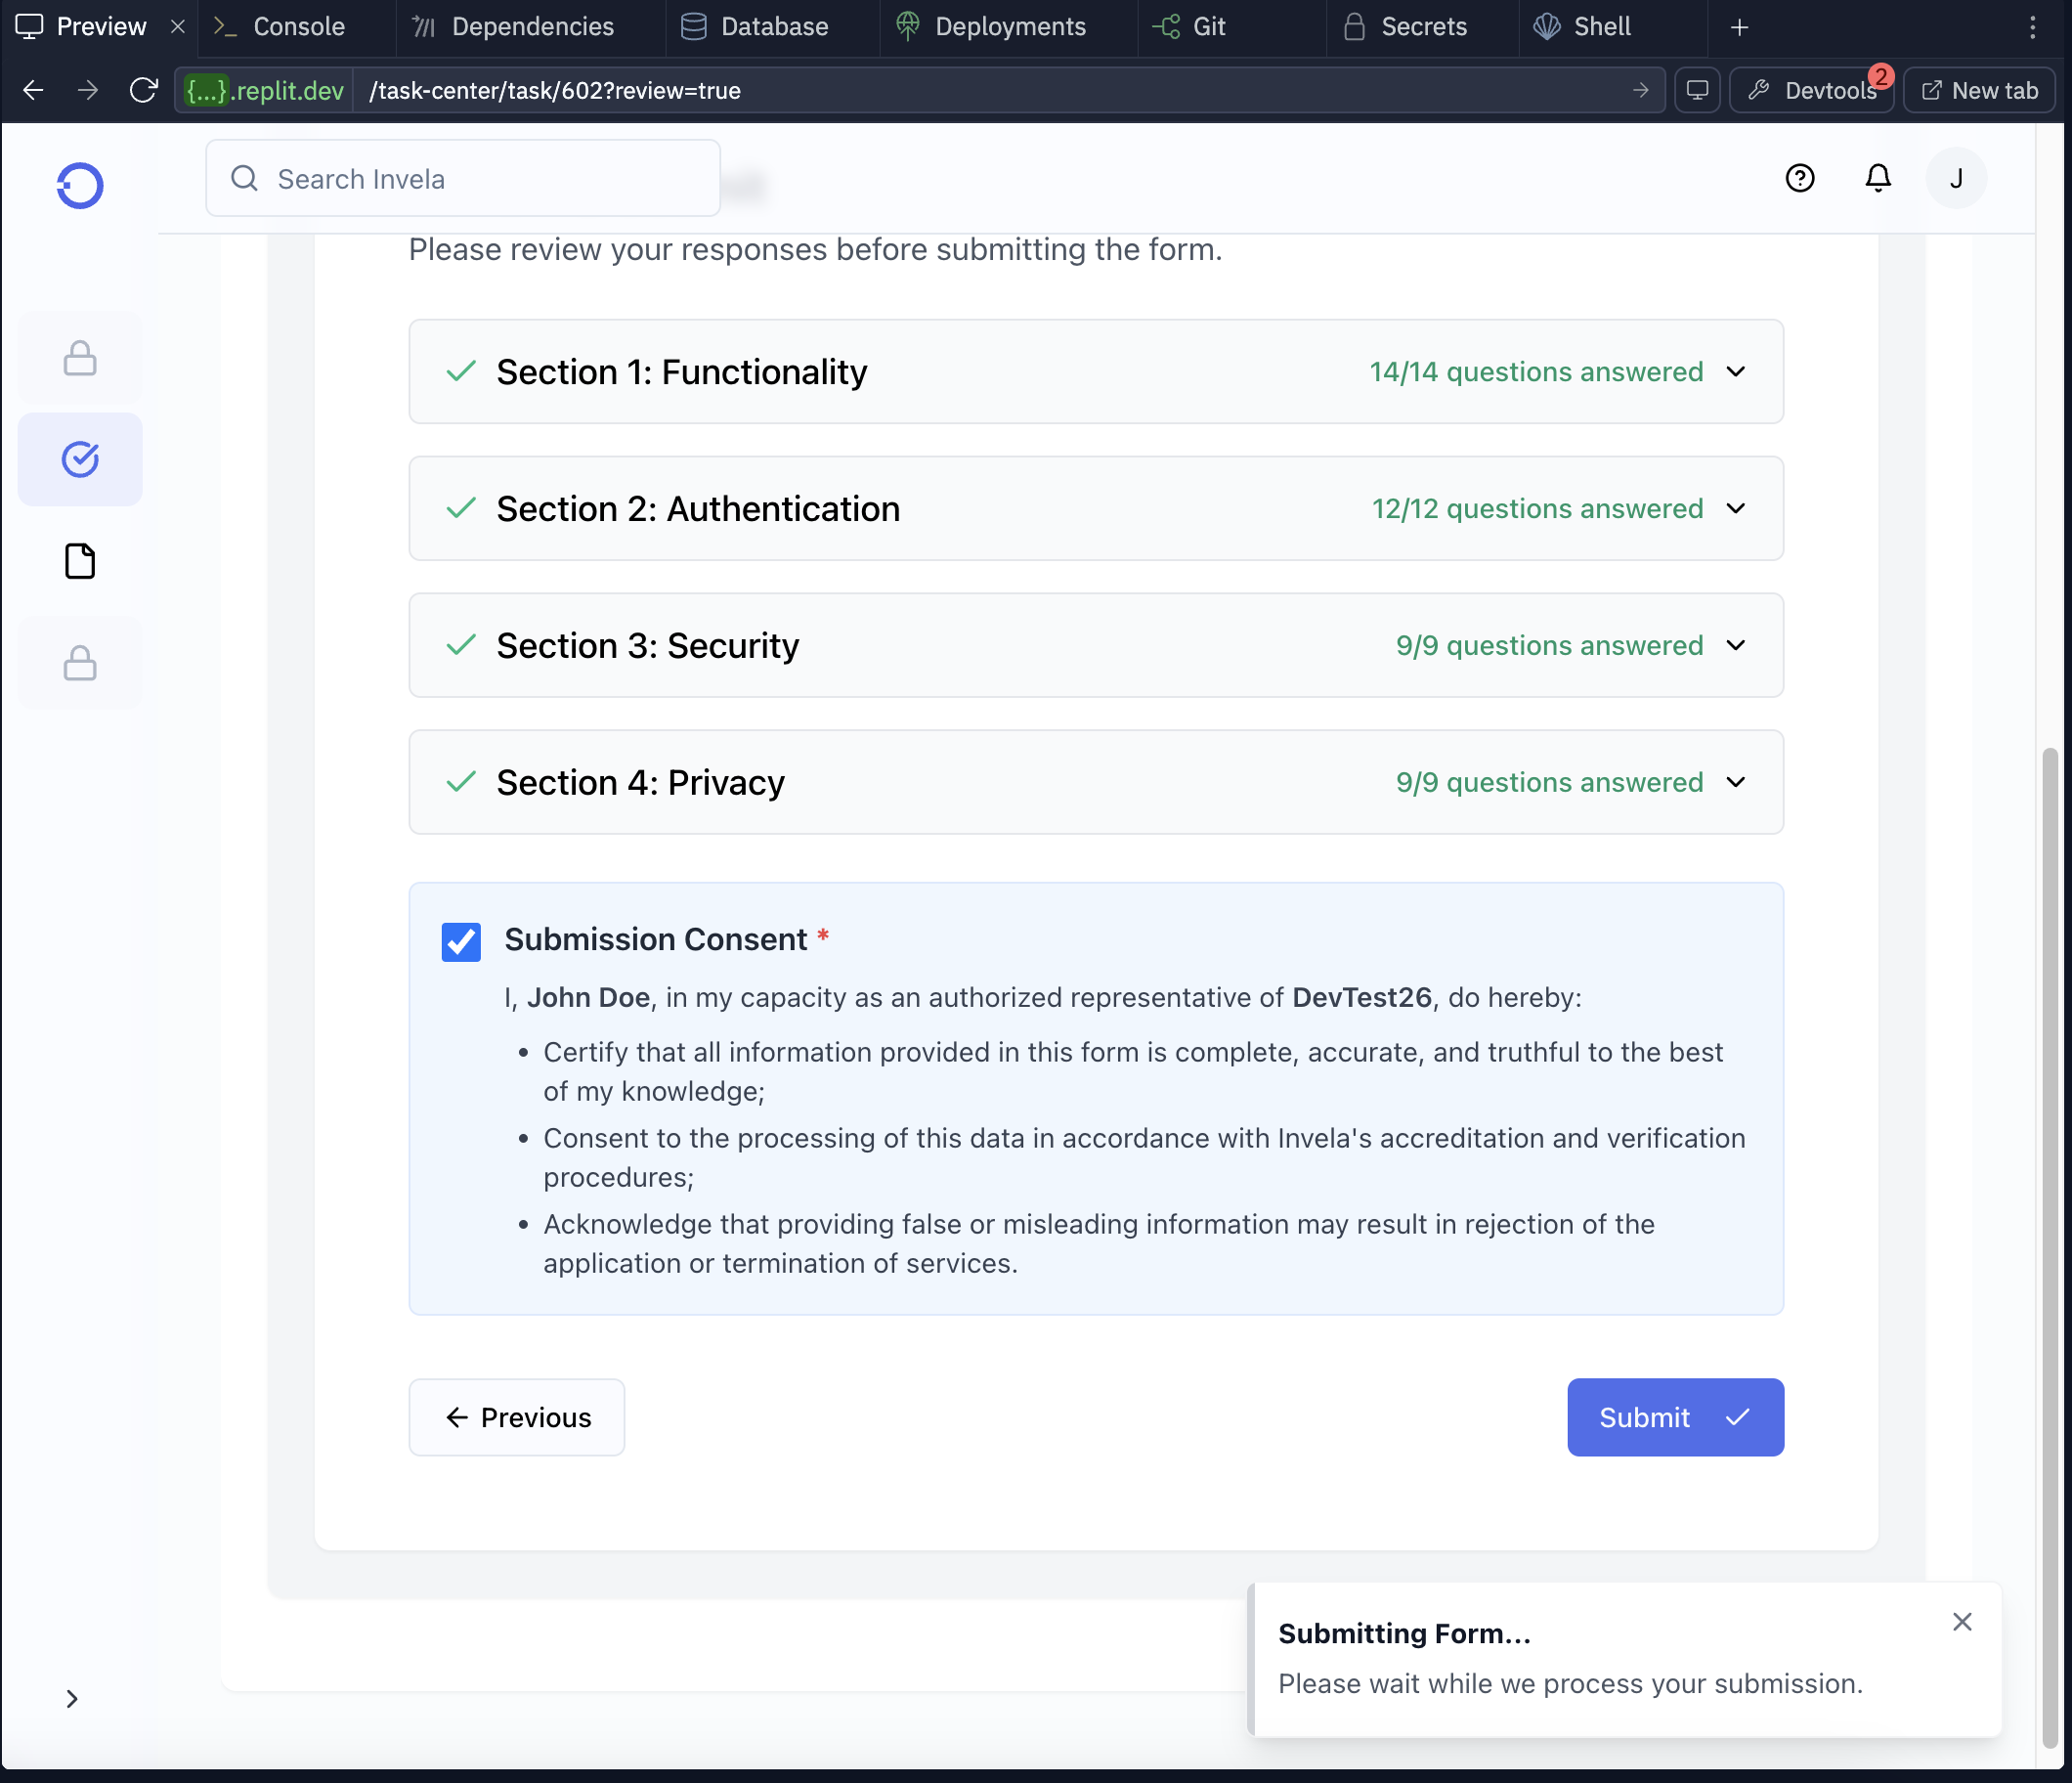 Preview
Console
Dependencies
Database
Deployments
Git
Secrets
Shell
{...}.replit.dev
/task-center/task/602?review=true
Devtools
2
New tab
Search Invela
J
Please review your responses before submitting the form.
Section 1: Functionality
14/14 questions answered
Section 2: Authentication
12/12 questions answered
Section 3: Security
9/9 questions answered
Section 4: Privacy
9/9 questions answered
Submission Consent *
I, John Doe, in my capacity as an authorized representative of DevTest26, do hereby:
• Certify that all information provided in this form is complete, accurate, and truthful to the best
of my knowledge;
• Consent to the processing of this data in accordance with Invela's accreditation and verification
procedures;
• Acknowledge that providing false or misleading information may result in rejection of the
application or termination of services.
Previous
Submit
Submitting Form...
Please wait while we process your submission.